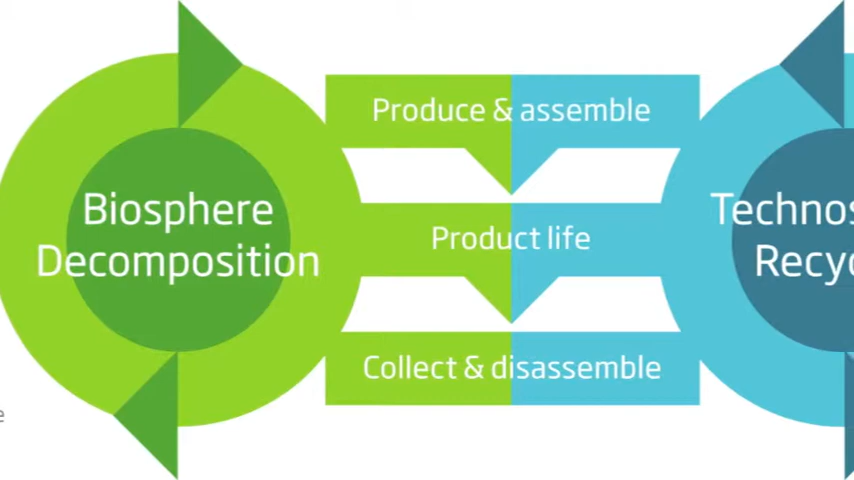 Produce & assemble
Biosphere
Decomposition
Product life
Collect & disassemble